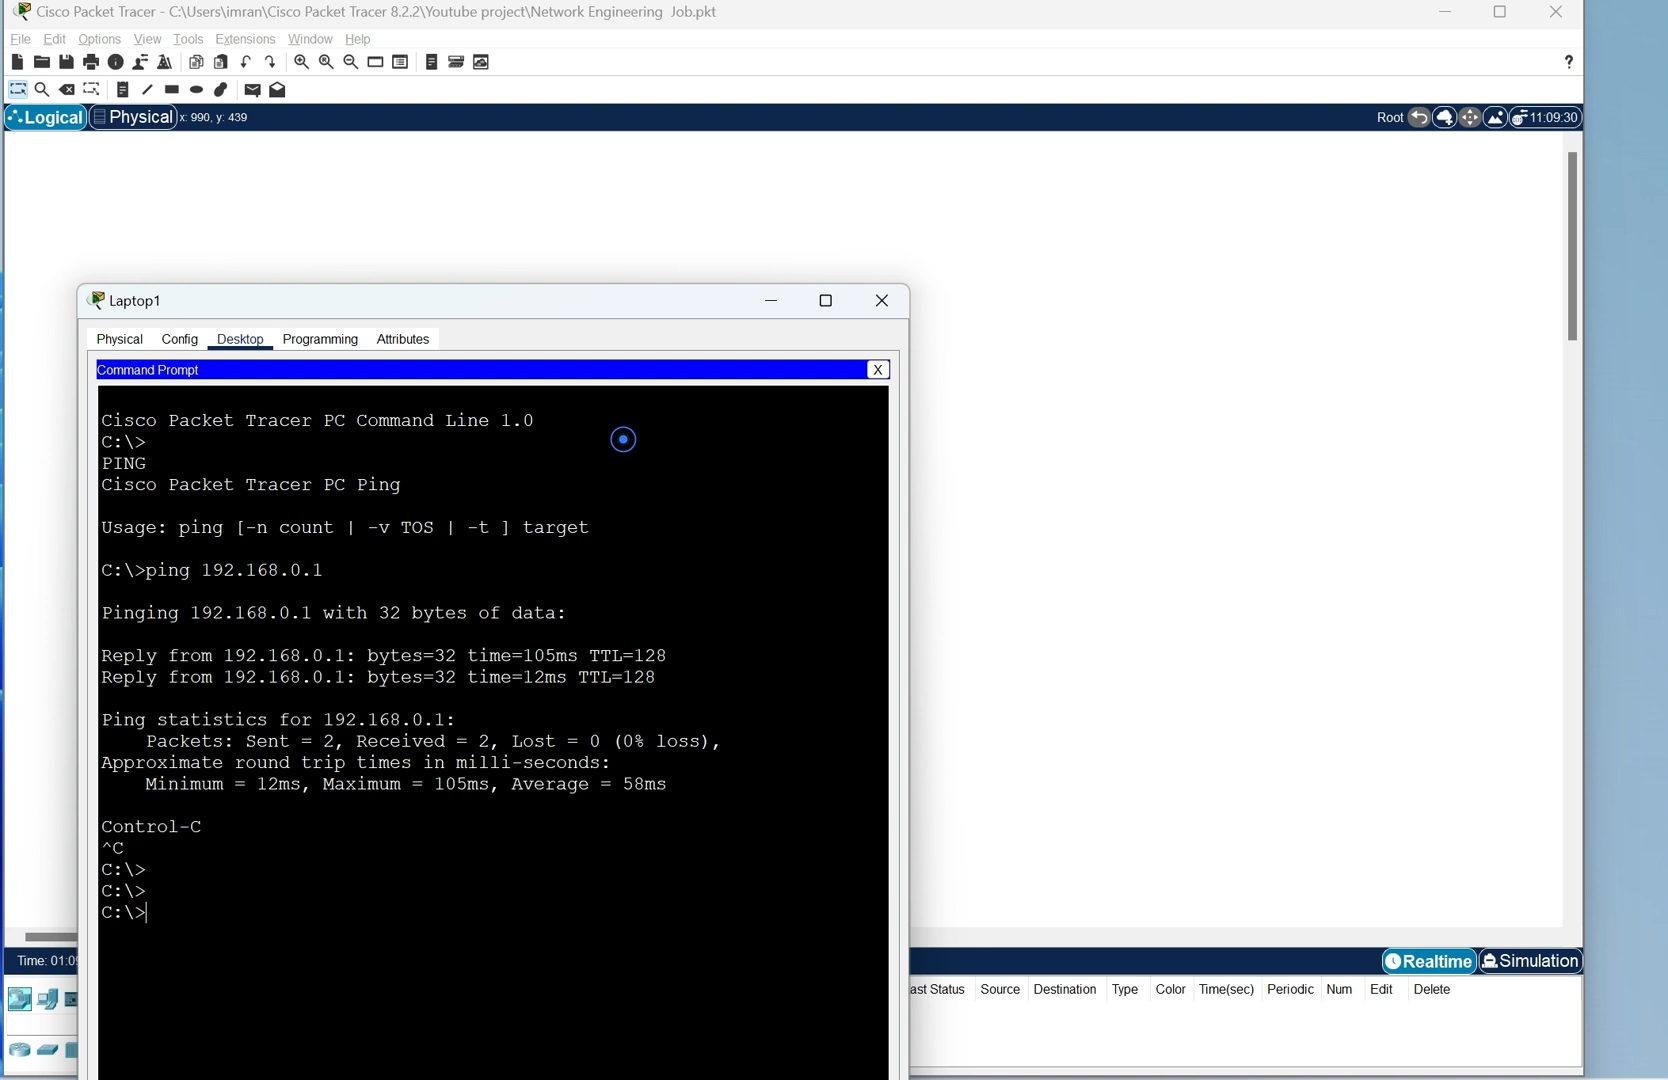 Cisco Packet Tracer - C:\Users\imran\Cisco Packet Tracer 8.2.2\Youtube project\Network Engineering Job.pkt
File Edit Options View Tools Extensions Window Help
?
Logical Physical x: 990, y: 439 Root 11:09:30
Laptop1
Physical Config Desktop Programming Attributes
Command Prompt X
Cisco Packet Tracer PC Command Line 1.0
C:\>
PING
Cisco Packet Tracer PC Ping
Usage: ping [-n count | -v TOS | -t ] target
C:\>ping 192.168.0.1
Pinging 192.168.0.1 with 32 bytes of data:
Reply from 192.168.0.1: bytes=32 time=105ms TTL=128
Reply from 192.168.0.1: bytes=32 time=12ms TTL=128
Ping statistics for 192.168.0.1:
Packets: Sent = 2, Received = 2, Lost = 0 (0% loss),
Approximate round trip times in milli-seconds:
Minimum = 12ms, Maximum = 105ms, Average = 58ms
Control-C
^C
C:\>
C:\>
C:\>
Time: 01:09 Realtime Simulation
ast Status Source Destination Type Color Time(sec) Periodic Num Edit Delete